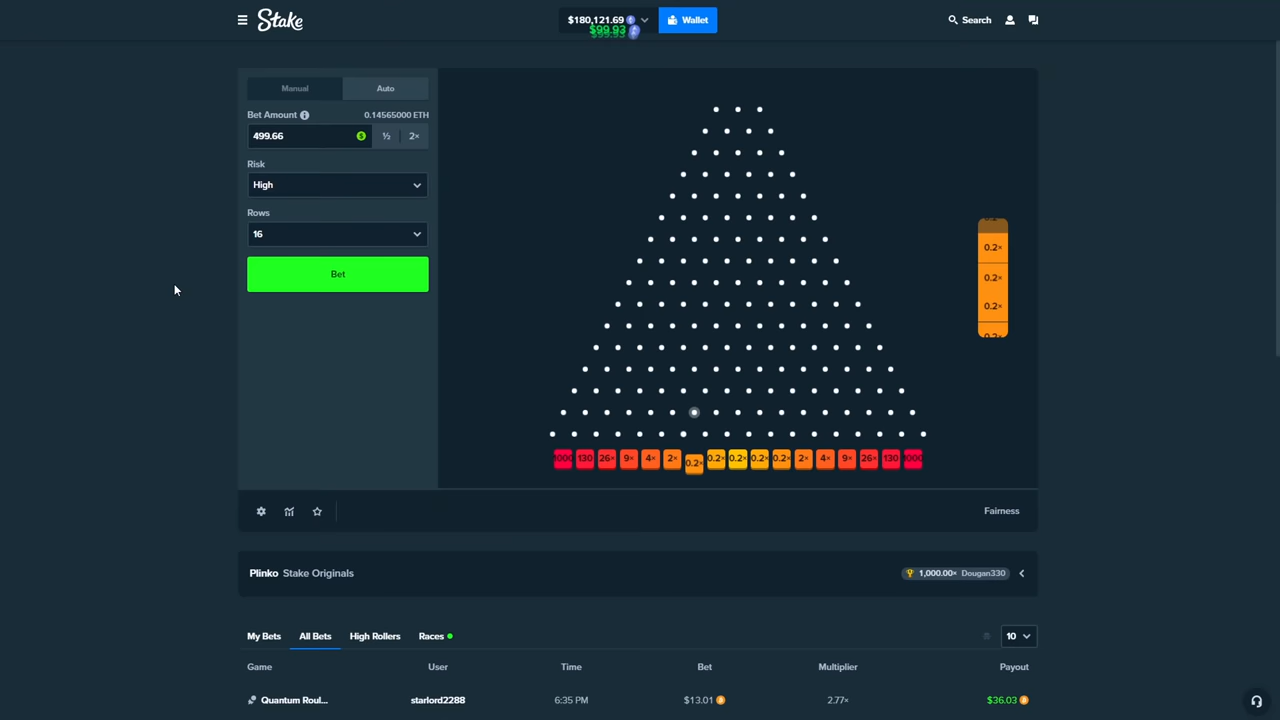 Stake
$180,121.69
$99.93
Wallet
Search
Manual
Auto
Bet Amount
0.14565000 ETH
499.66
½
2×
Risk
High
Rows
16
Bet
0.2×
0.2×
0.2×
1000 130 26× 9× 4× 2× 0.2× 0.2× 0.2× 0.2× 0.2× 2× 4× 9× 26× 130 1000
Fairness
Plinko Stake Originals
1,000.00× Dougan330
My Bets
All Bets
High Rollers
Races
10
Game User Time Bet Multiplier Payout
Quantum Roul... starlord2288 6:35 PM $13.01 2.77× $36.03